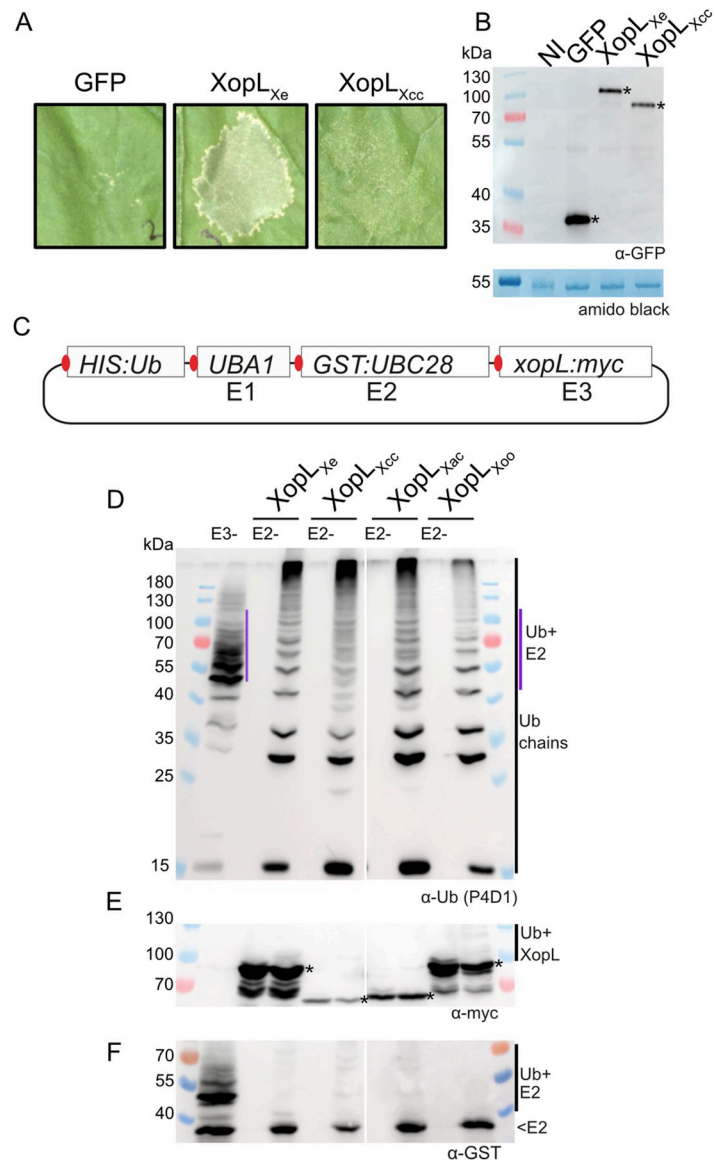 A
GFP XopLXe XopLXcc
2
B
kDa NI GFP XopLXe XopLXcc
130
100
70
55
40
35
* * *
α-GFP
55
amido black
C
HIS:Ub UBA1 GST:UBC28 xopL:myc
E1 E2 E3
D
XopLXe XopLXcc XopLXac XopLXoo
E3- E2- E2- E2- E2-
kDa
180
130
100
70
55
40
35
25
15
Ub+
E2
Ub
chains
α-Ub (P4D1)
E
130
100
70
* * * *
Ub+
XopL
α-myc
F
70
55
40
Ub+
E2
<E2
α-GST